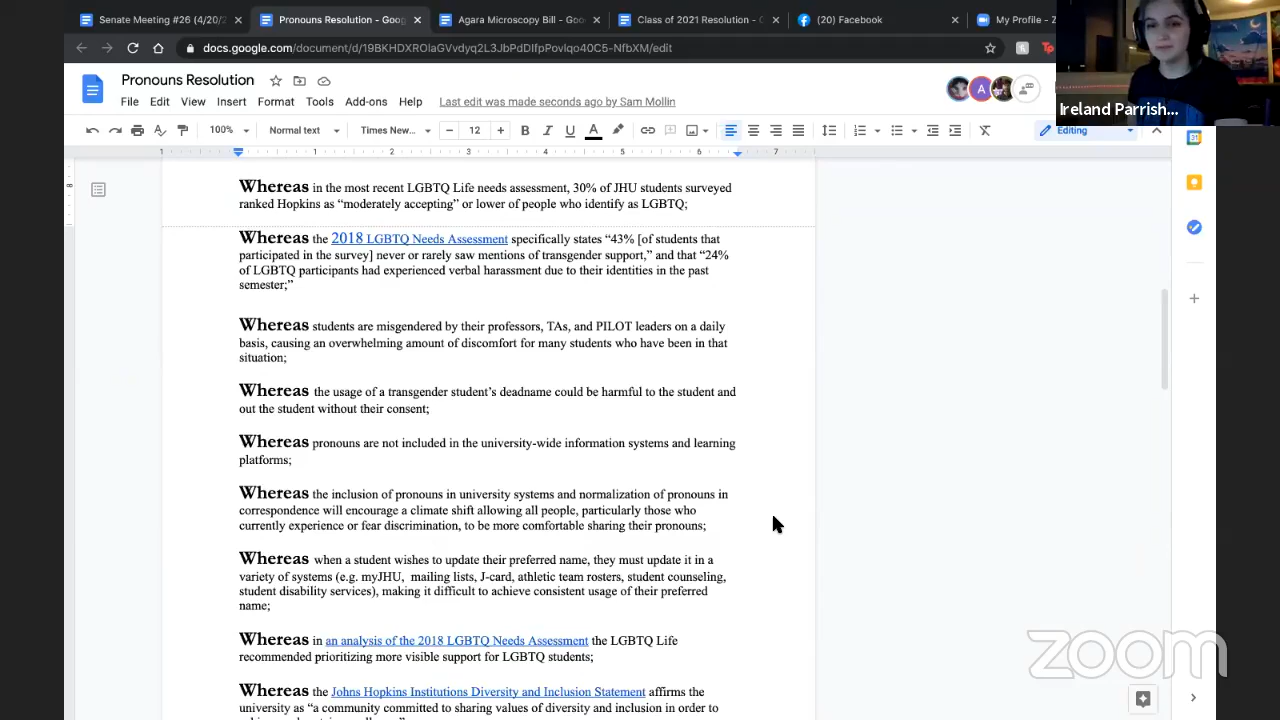 Senate Meeting #26 (4/20/2
Pronouns Resolution - Goog
Agara Microscopy Bill - Goo
Class of 2021 Resolution - G
(20) Facebook
My Profile - Z
docs.google.com/document/d/19BKHDXROlaGVvdyq2L3JbPdDIfpPovIqo40C5-NfbXM/edit
Pronouns Resolution
File Edit View Insert Format Tools Add-ons Help Last edit was made seconds ago by Sam Mollin
A
Ireland Parrish...
100% Normal text Times New... 12 B I U A Editing
1 1 2 3 4 5 6 7
31
Whereas in the most recent LGBTQ Life needs assessment, 30% of JHU students surveyed
ranked Hopkins as “moderately accepting” or lower of people who identify as LGBTQ;
Whereas the 2018 LGBTQ Needs Assessment specifically states “43% [of students that
participated in the survey] never or rarely saw mentions of transgender support,” and that “24%
of LGBTQ participants had experienced verbal harassment due to their identities in the past
semester;”
Whereas students are misgendered by their professors, TAs, and PILOT leaders on a daily
basis, causing an overwhelming amount of discomfort for many students who have been in that
situation;
Whereas the usage of a transgender student’s deadname could be harmful to the student and
out the student without their consent;
Whereas pronouns are not included in the university-wide information systems and learning
platforms;
Whereas the inclusion of pronouns in university systems and normalization of pronouns in
correspondence will encourage a climate shift allowing all people, particularly those who
currently experience or fear discrimination, to be more comfortable sharing their pronouns;
Whereas when a student wishes to update their preferred name, they must update it in a
variety of systems (e.g. myJHU, mailing lists, J-card, athletic team rosters, student counseling,
student disability services), making it difficult to achieve consistent usage of their preferred
name;
Whereas in an analysis of the 2018 LGBTQ Needs Assessment the LGBTQ Life
recommended prioritizing more visible support for LGBTQ students;
Whereas the Johns Hopkins Institutions Diversity and Inclusion Statement affirms the
university as “a community committed to sharing values of diversity and inclusion in order to
zoom